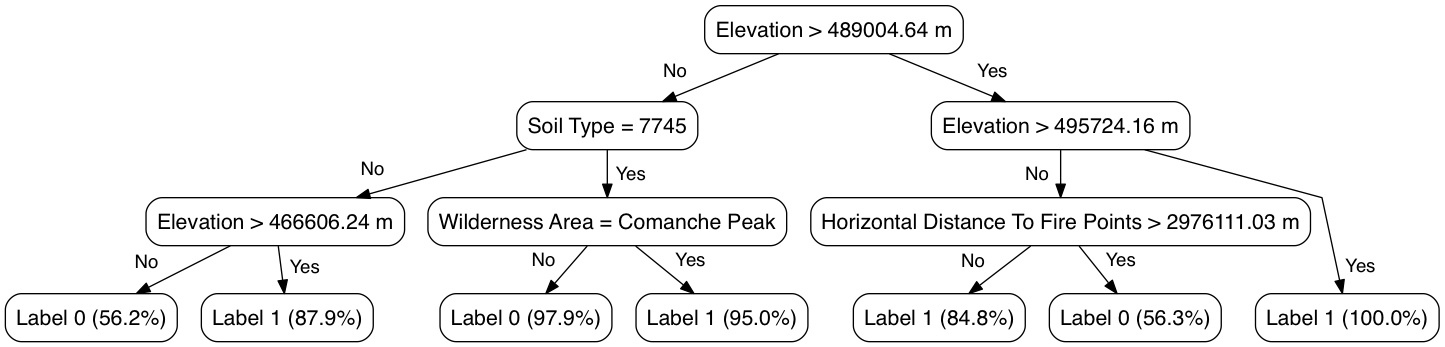 Elevation > 489004.64 m
No
Yes
Soil Type = 7745
Elevation > 495724.16 m
No
Yes
No
Elevation > 466606.24 m
Wilderness Area = Comanche Peak
Horizontal Distance To Fire Points > 2976111.03 m
No
Yes
No
Yes
No
Yes
Yes
Label 0 (56.2%)
Label 1 (87.9%)
Label 0 (97.9%)
Label 1 (95.0%)
Label 1 (84.8%)
Label 0 (56.3%)
Label 1 (100.0%)